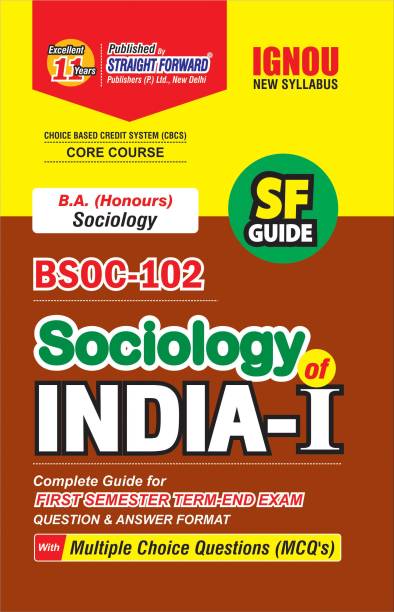 Excellent
11 Years
Published By
STRAIGHT FORWARD®
Publishers (P.) Ltd., New Delhi
IGNOU
NEW SYLLABUS
CHOICE BASED CREDIT SYSTEM (CBCS)
CORE COURSE
B.A. (Honours)
Sociology
SF
GUIDE
BSOC-102
Sociology of
INDIA-I
Complete Guide for
FIRST SEMESTER TERM-END EXAM
QUESTION & ANSWER FORMAT
With Multiple Choice Questions (MCQ's)